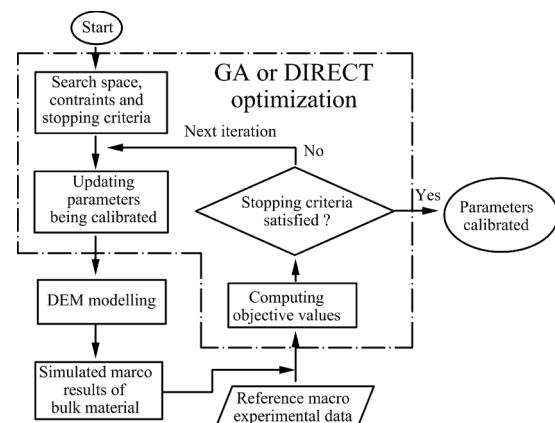 Start
Search space,
contraints and
stopping criteria
GA or DIRECT
optimization
Next iteration
No
Updating
parameters
being calibrated
Stopping criteria
satisfied ?
Yes
Parameters
calibrated
DEM modelling
Computing
objective values
Simulated marco
results of
bulk material
Reference macro
experimental data